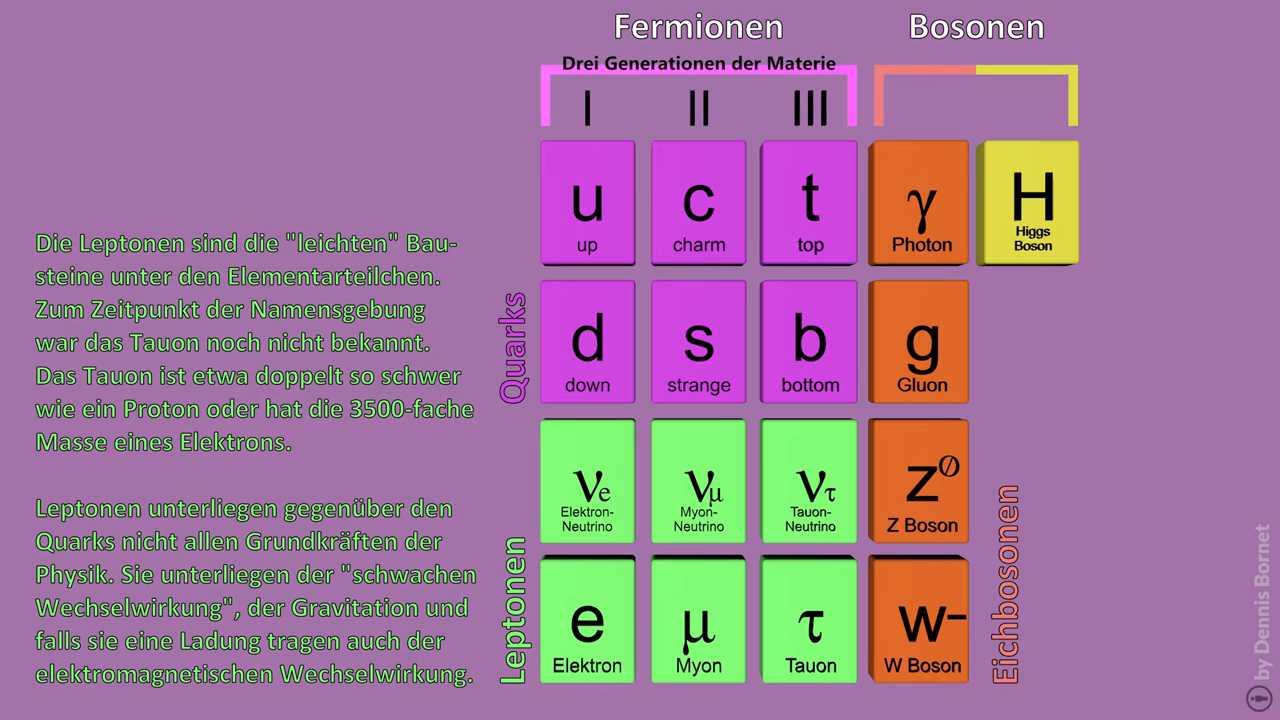 Fermionen
Bosonen
Drei Generationen der Materie
I
II
III
u
up
c
charm
t
top
γ
Photon
H
Higgs
Boson
Quarks
d
down
s
strange
b
bottom
g
Gluon
Die Leptonen sind die "leichten" Bau-
steine unter den Elementarteilchen.
Zum Zeitpunkt der Namensgebung
war das Tauon noch nicht bekannt.
Das Tauon ist etwa doppelt so schwer
wie ein Proton oder hat die 3500-fache
Masse eines Elektrons.
Leptonen unterliegen gegenüber den
Quarks nicht allen Grundkräften der
Physik. Sie unterliegen der "schwachen
Wechselwirkung", der Gravitation und
falls sie eine Ladung tragen auch der
elektromagnetischen Wechselwirkung.
Leptonen
νe
Elektron-
Neutrino
νμ
Myon-
Neutrino
ντ
Tauon-
Neutrino
Z⁰
Z Boson
e
Elektron
μ
Myon
τ
Tauon
W−
W Boson
Eichbosonen
by Dennis Bornet